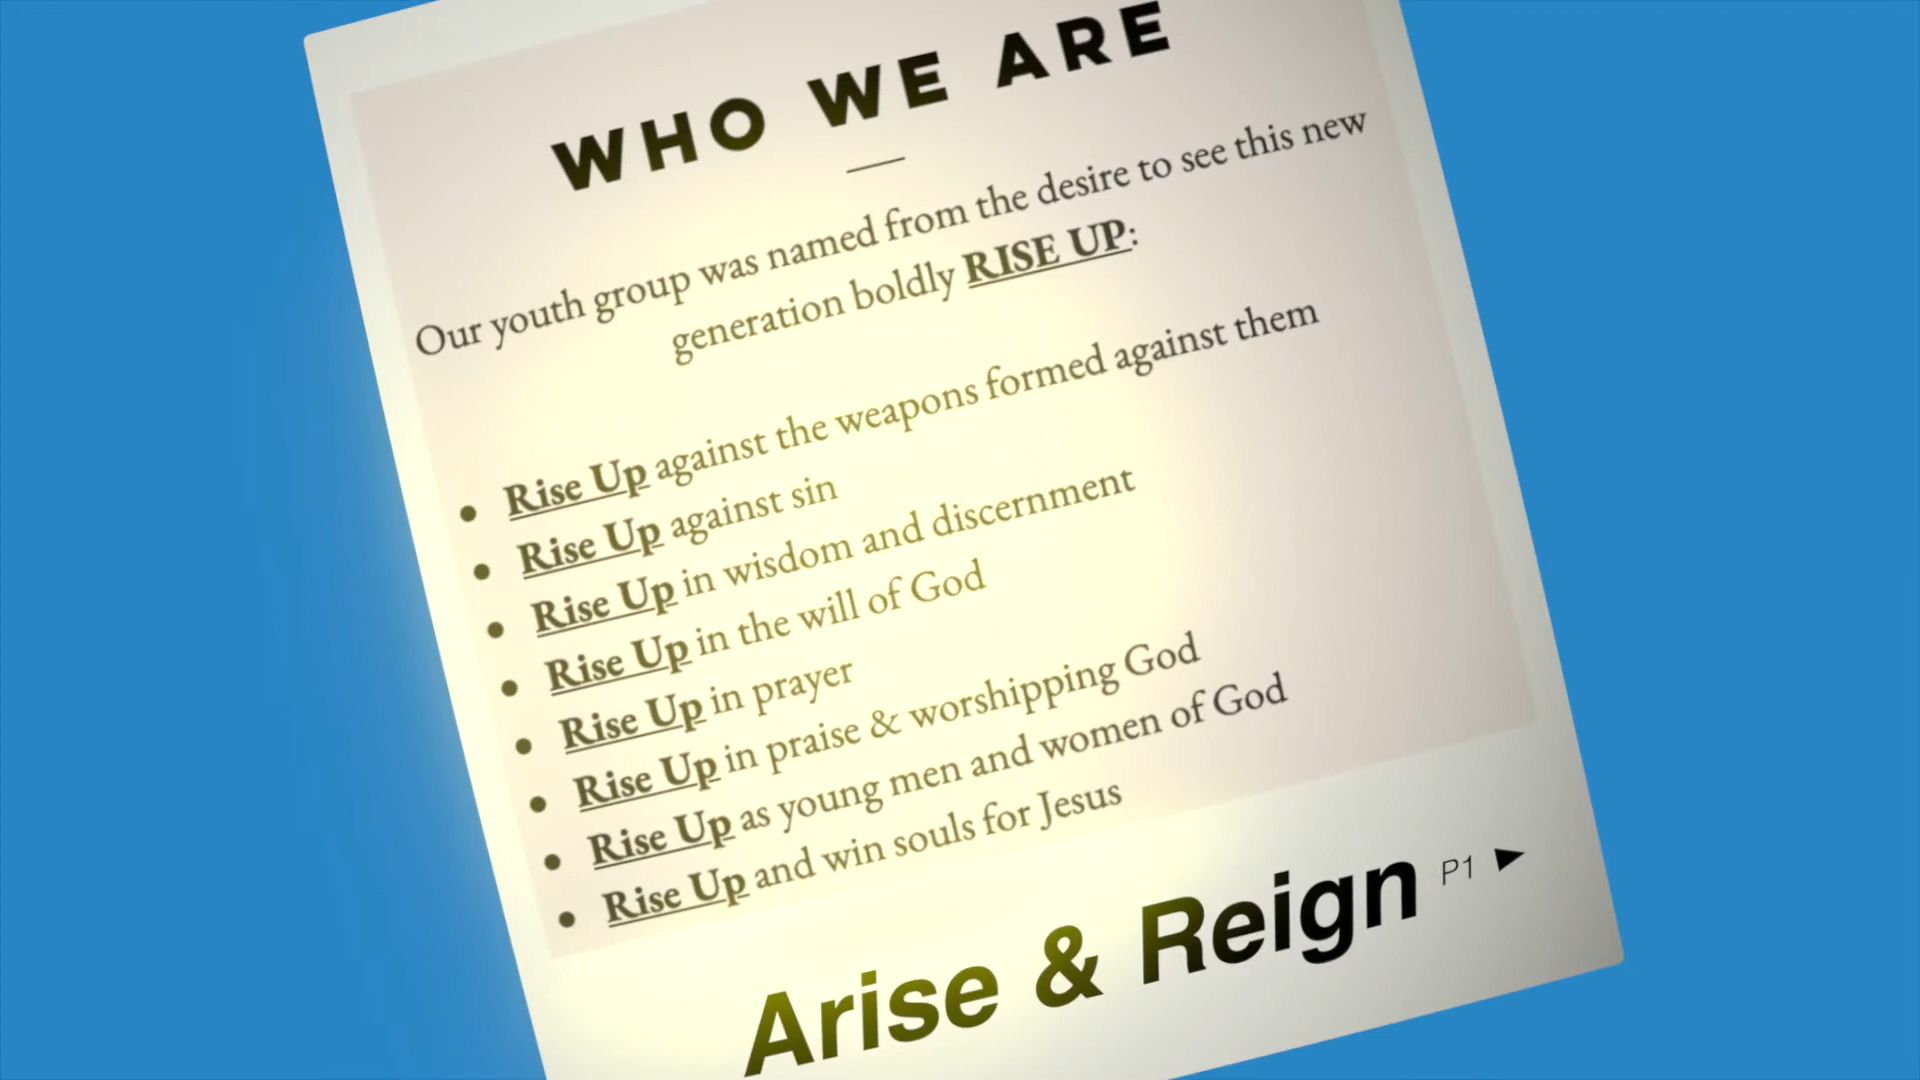 WHO WE ARE
Our youth group was named from the desire to see this new
generation boldly RISE UP:
• Rise Up against the weapons formed against them
• Rise Up against sin
• Rise Up in wisdom and discernment
• Rise Up in the will of God
• Rise Up in prayer
• Rise Up in praise & worshipping God
• Rise Up as young men and women of God
• Rise Up and win souls for Jesus
Arise & Reign P1 ►